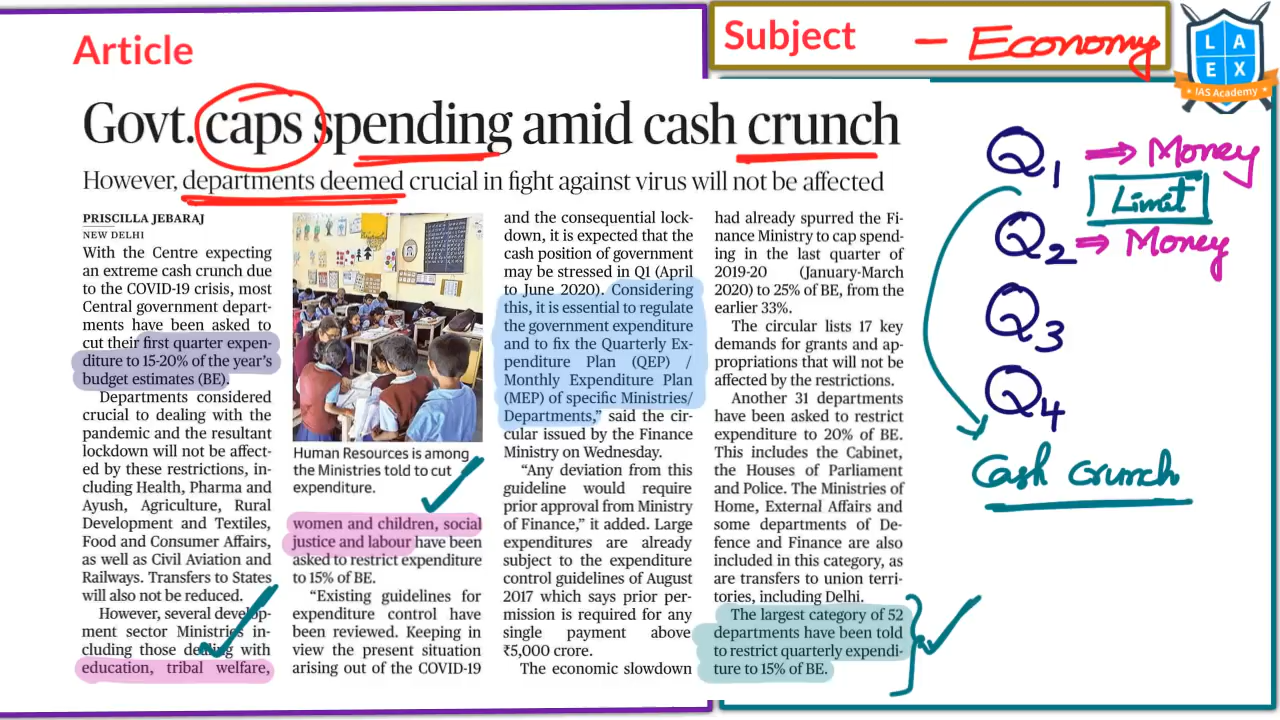 Article
Subject
– Economy
L A
E X
IAS Academy
Govt. caps spending amid cash crunch
However, departments deemed crucial in fight against virus will not be affected
PRISCILLA JEBARAJ
NEW DELHI
With the Centre expecting
an extreme cash crunch due
to the COVID-19 crisis, most
Central government depart-
ments have been asked to
cut their first quarter expen-
diture to 15-20% of the year's
budget estimates (BE).
Departments considered
crucial to dealing with the
pandemic and the resultant
lockdown will not be affect-
ed by these restrictions, in-
cluding Health, Pharma and
Ayush, Agriculture, Rural
Development and Textiles,
Food and Consumer Affairs,
as well as Civil Aviation and
Railways. Transfers to States
will also not be reduced.
However, several develop-
ment sector Ministries in-
cluding those dealing with
education, tribal welfare,
Human Resources is among
the Ministries told to cut
expenditure.
women and children, social
justice and labour have been
asked to restrict expenditure
to 15% of BE.
"Existing guidelines for
expenditure control have
been reviewed. Keeping in
view the present situation
arising out of the COVID-19
and the consequential lock-
down, it is expected that the
cash position of government
may be stressed in Q1 (April
to June 2020). Considering
this, it is essential to regulate
the government expenditure
and to fix the Quarterly Ex-
penditure Plan (QEP) /
Monthly Expenditure Plan
(MEP) of specific Ministries/
Departments," said the cir-
cular issued by the Finance
Ministry on Wednesday.
"Any deviation from this
guideline would require
prior approval from Ministry
of Finance," it added. Large
expenditures are already
subject to the expenditure
control guidelines of August
2017 which says prior per-
mission is required for any
single payment above
₹5,000 crore.
The economic slowdown
had already spurred the Fi-
nance Ministry to cap spend-
ing in the last quarter of
2019-20 (January-March
2020) to 25% of BE, from the
earlier 33%.
The circular lists 17 key
demands for grants and ap-
propriations that will not be
affected by the restrictions.
Another 31 departments
have been asked to restrict
expenditure to 20% of BE.
This includes the Cabinet,
the Houses of Parliament
and Police. The Ministries of
Home, External Affairs and
some departments of De-
fence and Finance are also
included in this category, as
are transfers to union terri-
tories, including Delhi.
The largest category of 52
departments have been told
to restrict quarterly expendi-
ture to 15% of BE.
Q1 ⇒ Money
Limit
Q2 ⇒ Money
Q3
Q4
Cash Crunch